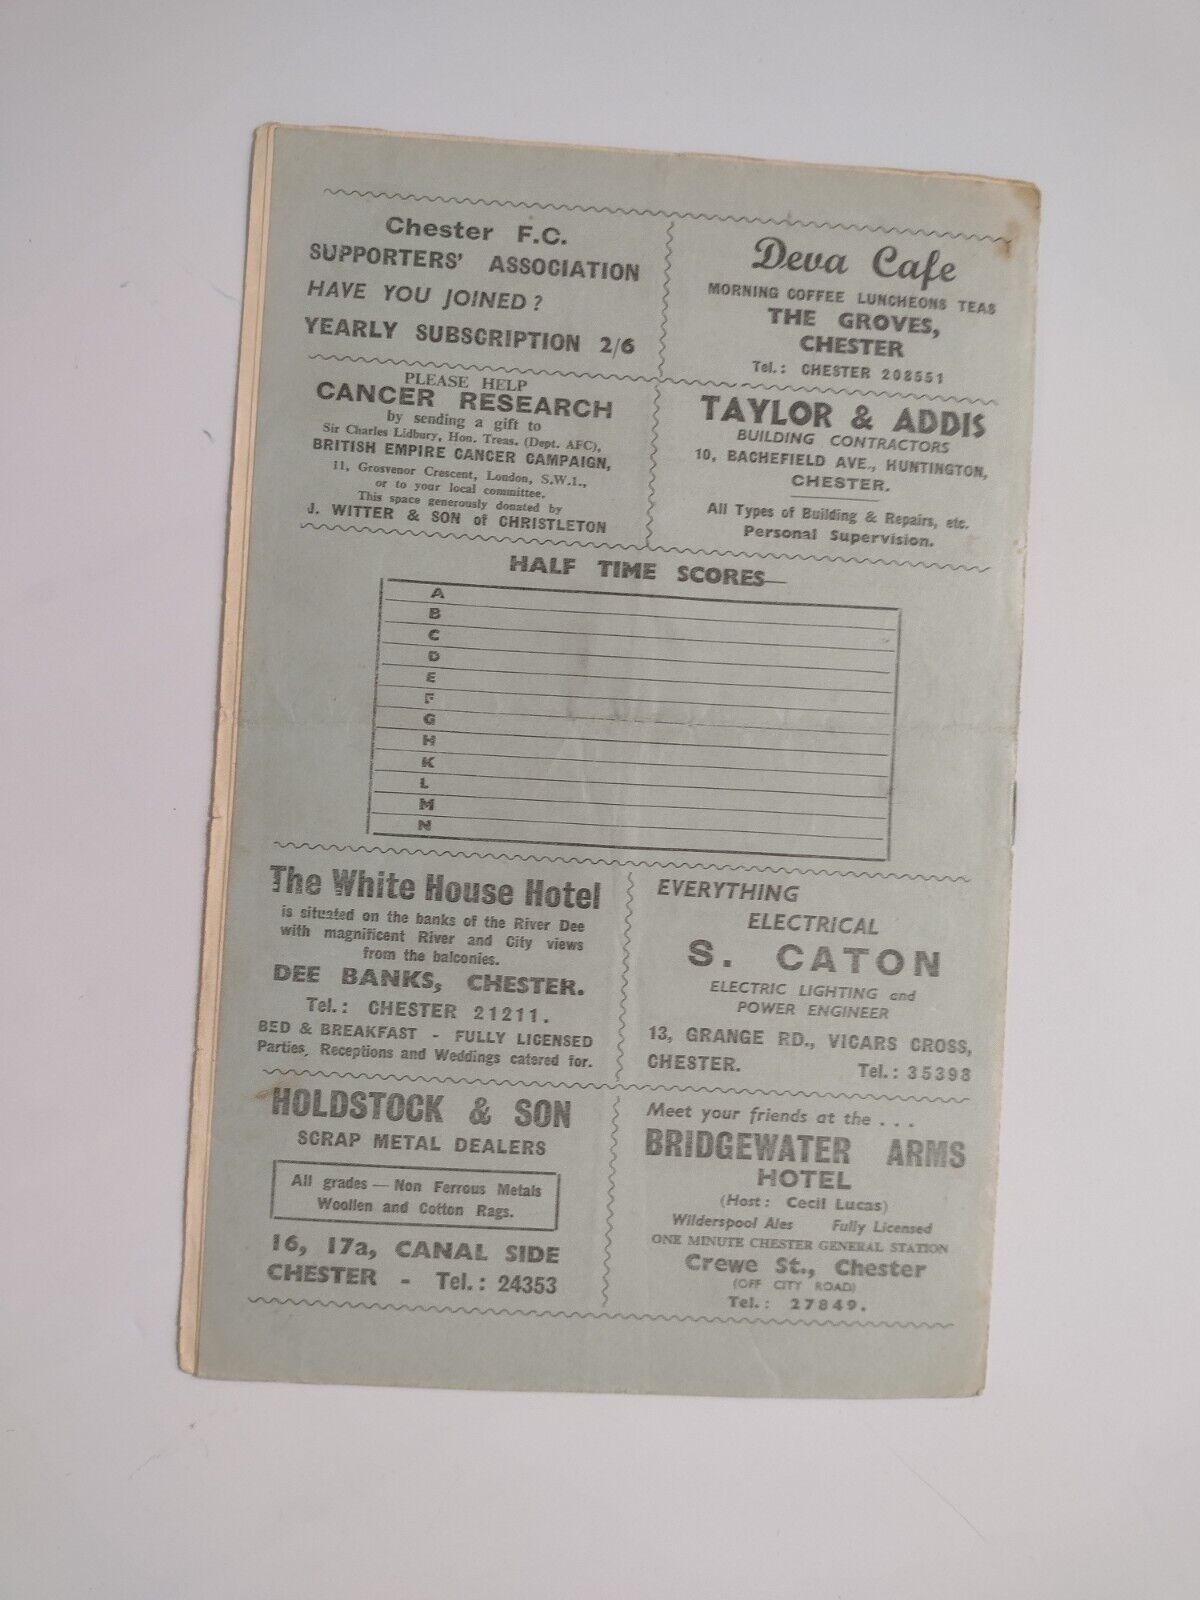 Chester F.C.
SUPPORTERS' ASSOCIATION
HAVE YOU JOINED?
YEARLY SUBSCRIPTION 2/6
Deva Cafe
MORNING COFFEE LUNCHEONS TEAS
THE GROVES,
CHESTER
Tel.: CHESTER 208551
PLEASE HELP
CANCER RESEARCH
by sending a gift to
Sir Charles Lidbury, Hon. Treas. (Dept. AFC),
BRITISH EMPIRE CANCER CAMPAIGN,
11, Grosvenor Crescent, London, S.W.1.,
or to your local committee.
This space generously donated by
J. WITTER & SON of CHRISTLETON
TAYLOR & ADDIS
BUILDING CONTRACTORS
10, BACHEFIELD AVE., HUNTINGTON,
CHESTER.
All Types of Building & Repairs, etc.
Personal Supervision.
HALF TIME SCORES—
A
B
C
D
E
F
G
H
K
L
M
N
The White House Hotel
is situated on the banks of the River Dee
with magnificent River and City views
from the balconies.
DEE BANKS, CHESTER.
Tel.: CHESTER 21211.
BED & BREAKFAST - FULLY LICENSED
Parties, Receptions and Weddings catered for.
EVERYTHING
ELECTRICAL
S. CATON
ELECTRIC LIGHTING and
POWER ENGINEER
13, GRANGE RD., VICARS CROSS,
CHESTER. Tel.: 35398
HOLDSTOCK & SON
SCRAP METAL DEALERS
All grades — Non Ferrous Metals
Woollen and Cotton Rags.
16, 17a, CANAL SIDE
CHESTER - Tel.: 24353
Meet your friends at the . . .
BRIDGEWATER ARMS
HOTEL
(Host: Cecil Lucas)
Wilderspool Ales Fully Licensed
ONE MINUTE CHESTER GENERAL STATION
Crewe St., Chester
(OFF CITY ROAD)
Tel.: 27849.